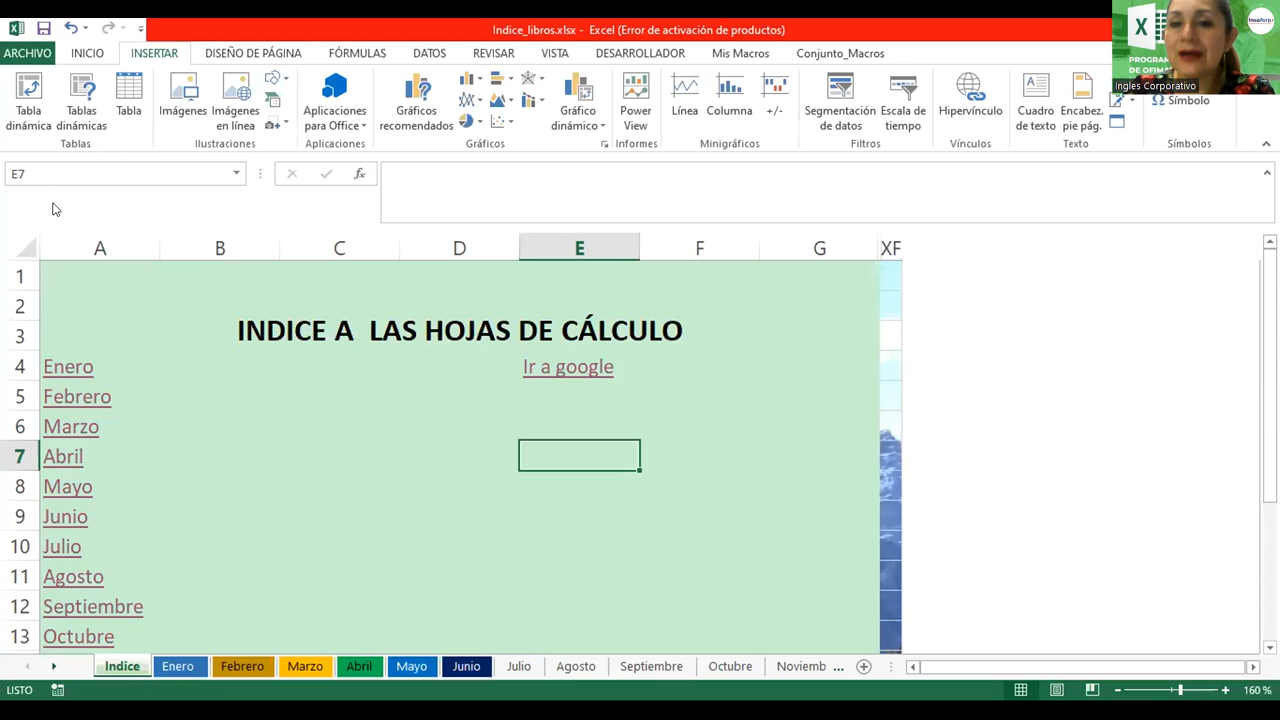 Indice_libros.xlsx - Excel (Error de activación de productos)
ARCHIVO INICIO INSERTAR DISEÑO DE PÁGINA FÓRMULAS DATOS REVISAR VISTA DESARROLLADOR Mis Macros Conjunto_Macros
PROGRAM
DE OFIMA
Ingles Corporativo
Tabla dinámica
Tablas dinámicas
Tabla
Imágenes
Imágenes en línea
Aplicaciones para Office
Gráficos recomendados
Gráfico dinámico
Power View
Línea
Columna
+/-
Segmentación de datos
Escala de tiempo
Hipervínculo
Cuadro de texto
Encabez. pie pág.
Símbolo
Tablas Ilustraciones Aplicaciones Gráficos Informes Minigráficos Filtros Vínculos Texto Símbolos
E7 fx
A B C D E F G XF
1
2
3 INDICE A LAS HOJAS DE CÁLCULO
4 Enero Ir a google
5 Febrero
6 Marzo
7 Abril
8 Mayo
9 Junio
10 Julio
11 Agosto
12 Septiembre
13 Octubre
Indice Enero Febrero Marzo Abril Mayo Junio Julio Agosto Septiembre Octubre Noviemb ...
LISTO 160 %